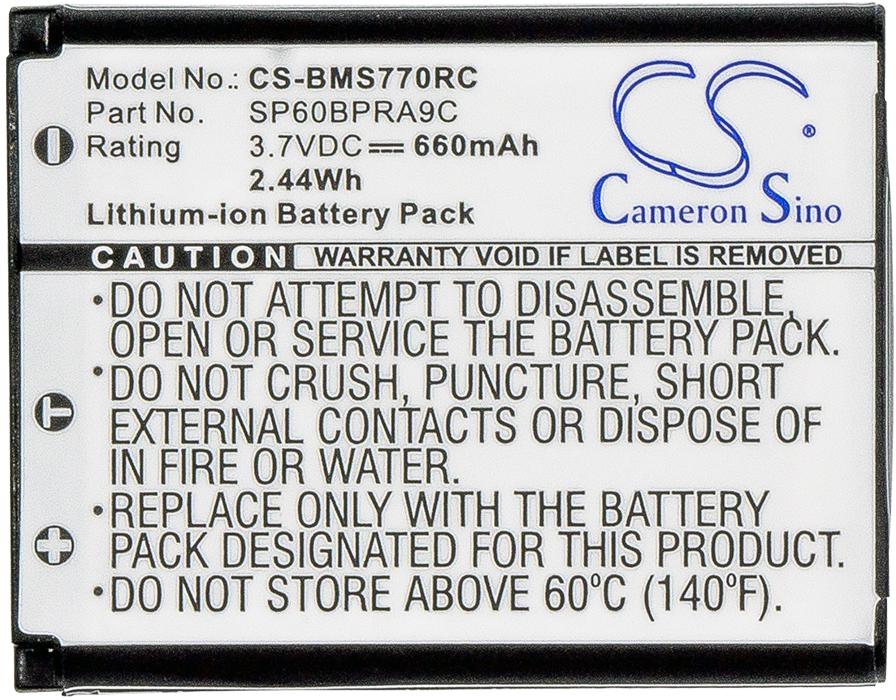 Model No.: CS-BMS770RC
Part No. SP60BPRA9C
Rating 3.7VDC⎓660mAh
2.44Wh
Lithium-ion Battery Pack
CS®
Cameron Sino
CAUTION WARRANTY VOID IF LABEL IS REMOVED
•DO NOT ATTEMPT TO DISASSEMBLE,
OPEN OR SERVICE THE BATTERY PACK.
•DO NOT CRUSH, PUNCTURE, SHORT
EXTERNAL CONTACTS OR DISPOSE OF
IN FIRE OR WATER.
•REPLACE ONLY WITH THE BATTERY
PACK DESIGNATED FOR THIS PRODUCT.
•DO NOT STORE ABOVE 60ºC (140ºF).
− T +